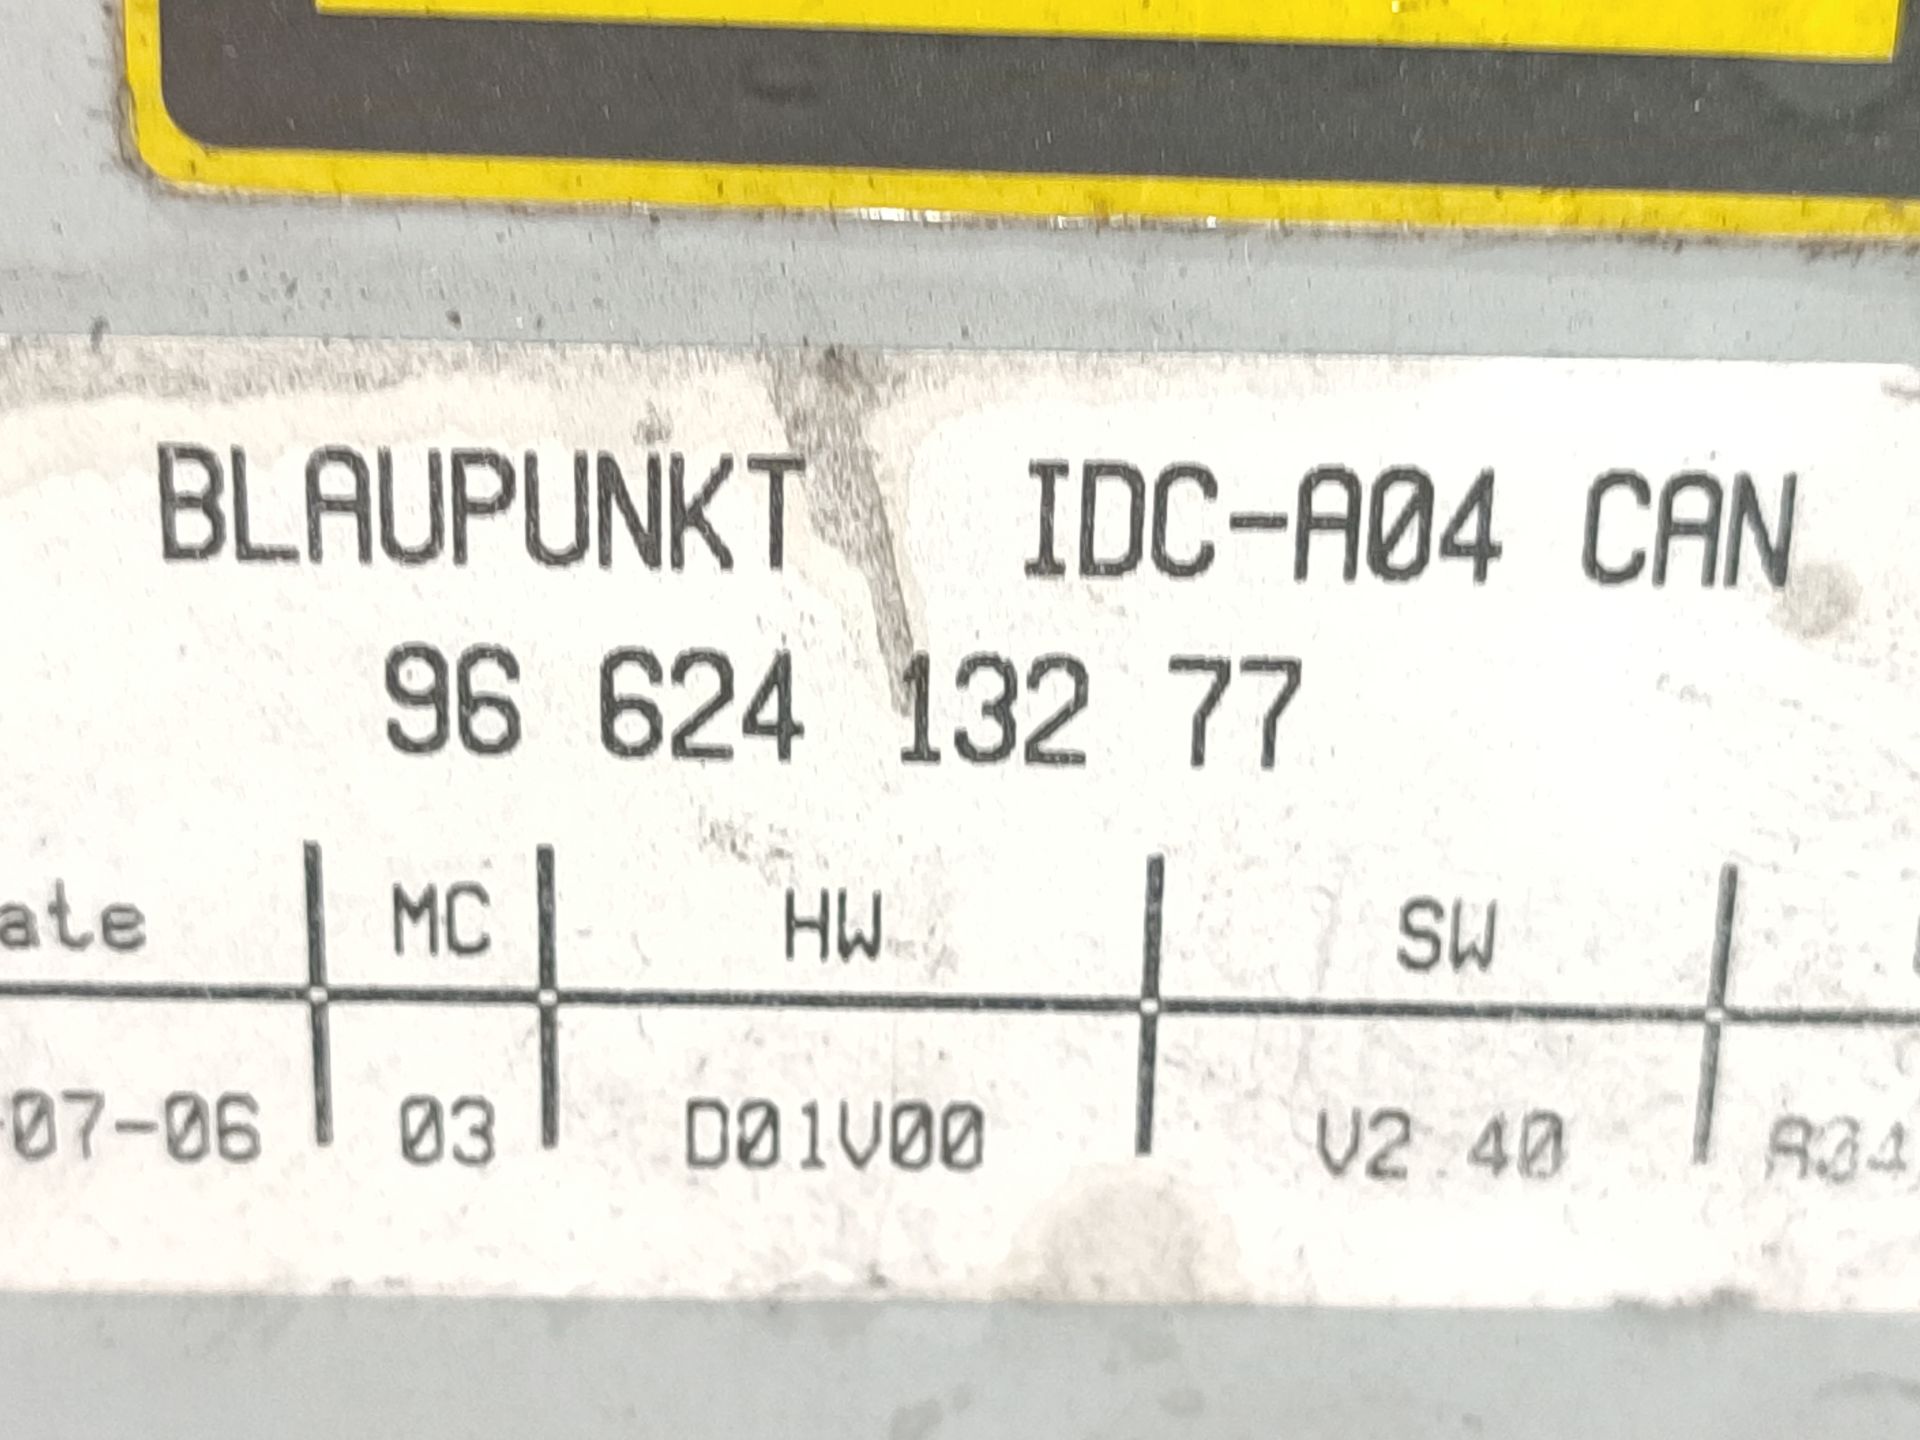 BLAUPUNKT IDC-A04 CAN
96 624 132 77
ate MC HW SW
07-06 03 D01V00 V2.40